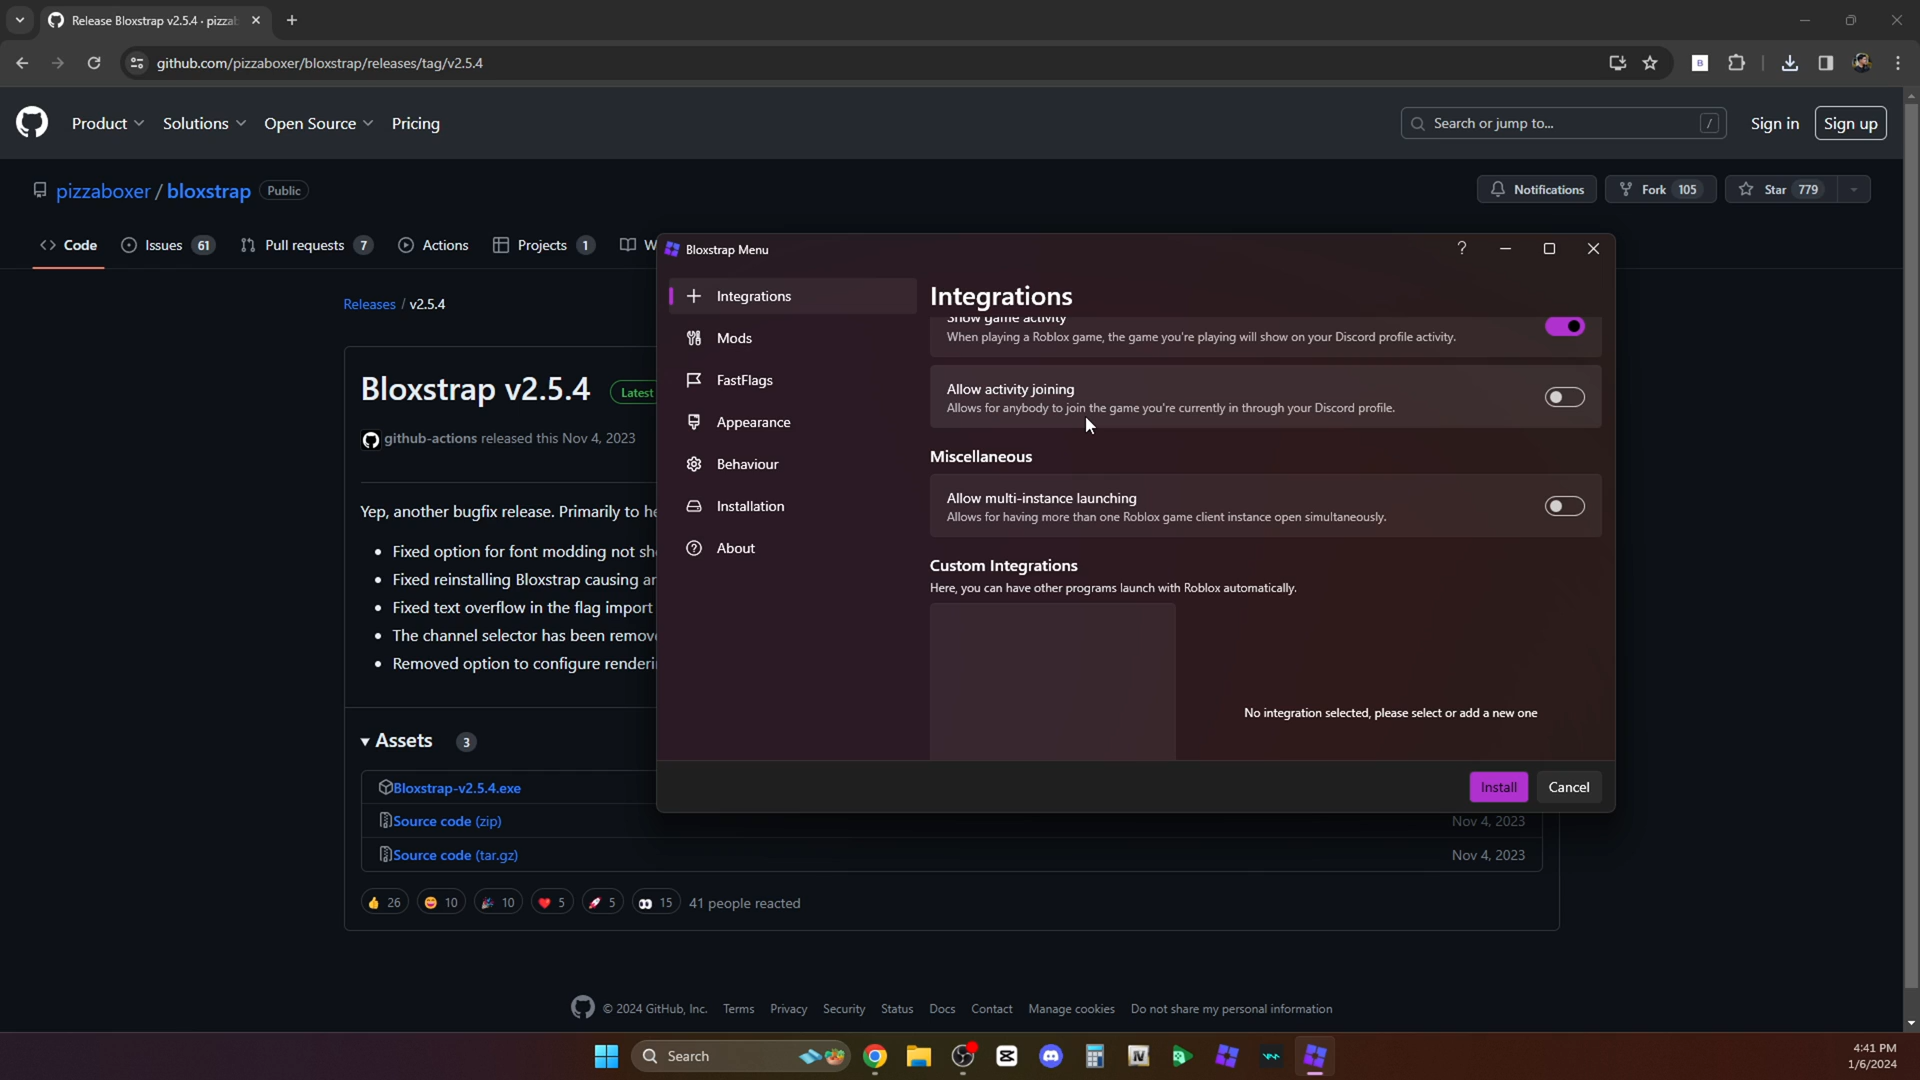 Release Bloxstrap v2.5.4 · pizzab
github.com/pizzaboxer/bloxstrap/releases/tag/v2.5.4
B
Product
Solutions
Open Source
Pricing
Search or jump to...
/
Sign in
Sign up
pizzaboxer / bloxstrap
Public
Notifications
Fork 105
Star 779
Code
Issues 61
Pull requests 7
Actions
Projects 1
W
Releases / v2.5.4
Bloxstrap v2.5.4
Latest
github-actions released this Nov 4, 2023
Yep, another bugfix release. Primarily to he
• Fixed option for font modding not sh
• Fixed reinstalling Bloxstrap causing an
• Fixed text overflow in the flag import
• The channel selector has been remov
• Removed option to configure renderi
Assets 3
Bloxstrap-v2.5.4.exe
Source code (zip)
Nov 4, 2023
Source code (tar.gz)
Nov 4, 2023
26
10
10
5
5
15
41 people reacted
Bloxstrap Menu
?
Integrations
Mods
FastFlags
Appearance
Behaviour
Installation
About
Integrations
Show game activity
When playing a Roblox game, the game you're playing will show on your Discord profile activity.
Allow activity joining
Allows for anybody to join the game you're currently in through your Discord profile.
Miscellaneous
Allow multi-instance launching
Allows for having more than one Roblox game client instance open simultaneously.
Custom Integrations
Here, you can have other programs launch with Roblox automatically.
No integration selected, please select or add a new one
Install
Cancel
© 2024 GitHub, Inc.
Terms
Privacy
Security
Status
Docs
Contact
Manage cookies
Do not share my personal information
Search
4:41 PM
1/6/2024